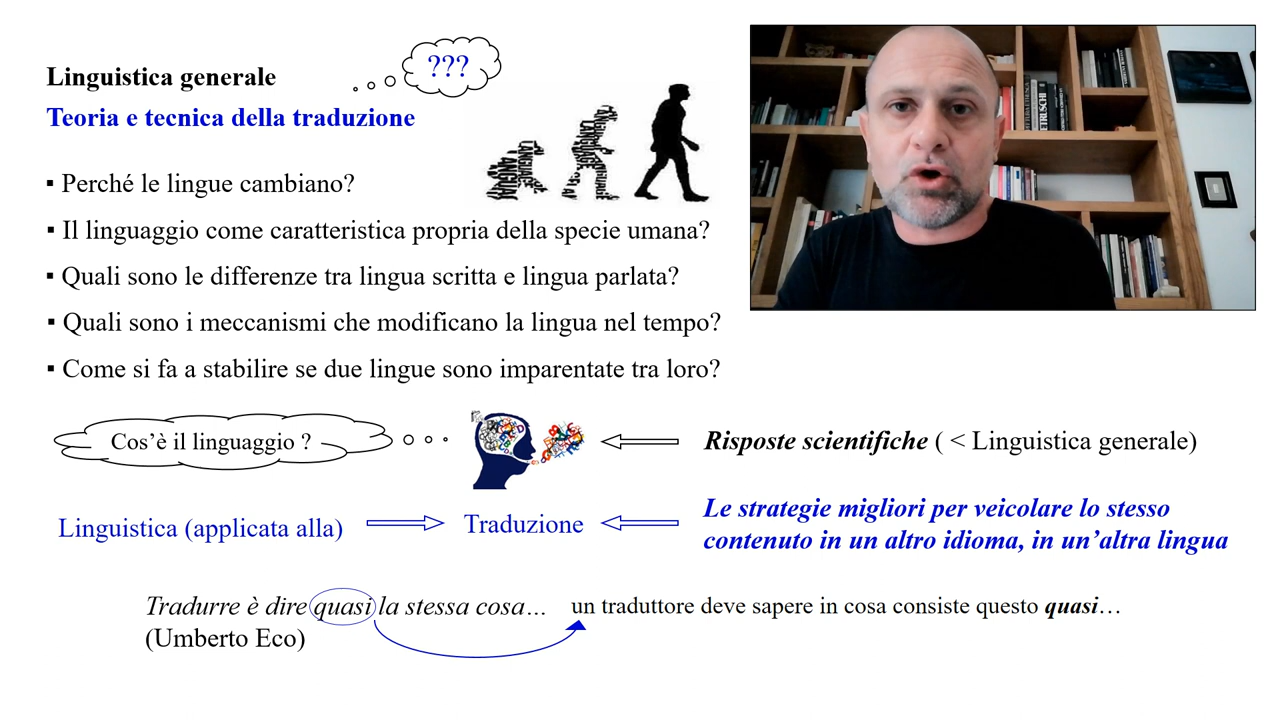 Linguistica generale
???
Teoria e tecnica della traduzione
▪ Perché le lingue cambiano?
▪ Il linguaggio come caratteristica propria della specie umana?
▪ Quali sono le differenze tra lingua scritta e lingua parlata?
▪ Quali sono i meccanismi che modificano la lingua nel tempo?
▪ Come si fa a stabilire se due lingue sono imparentate tra loro?
Cos’è il linguaggio ?
Risposte scientifiche ( < Linguistica generale)
Linguistica (applicata alla)
Traduzione
Le strategie migliori per veicolare lo stesso
contenuto in un altro idioma, in un’altra lingua
Tradurre è dire quasi la stessa cosa… un traduttore deve sapere in cosa consiste questo quasi…
(Umberto Eco)